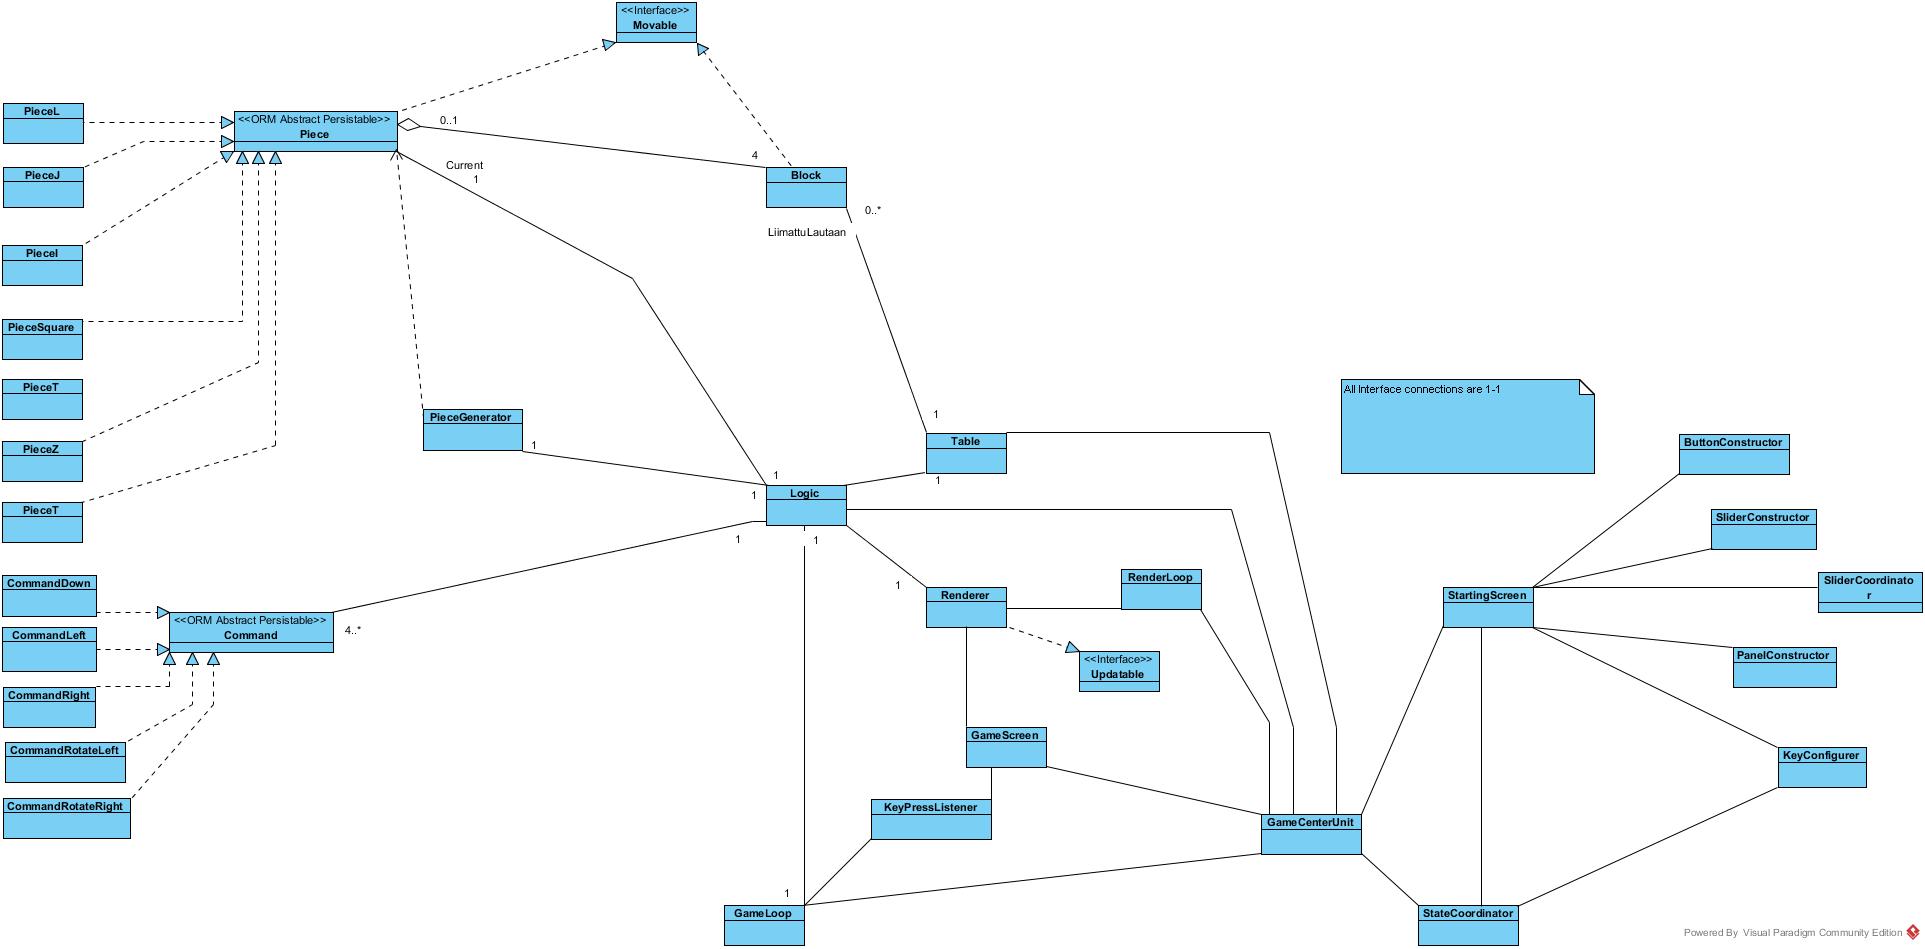 <<Interface>>
Movable
PieceL
<<ORM Abstract Persistable>>
Piece
0..1
4
Current
1
PieceJ
Block
0..*
LiimattuLautaan
PieceI
PieceSquare
PieceT
PieceZ
PieceT
PieceGenerator
1
1
Table
1
1
1
Logic
1
1
All Interface connections are 1-1
ButtonConstructor
SliderConstructor
SliderCoordinato
r
StartingScreen
PanelConstructor
KeyConfigurer
CommandDown
CommandLeft
<<ORM Abstract Persistable>>
Command
4..*
CommandRight
CommandRotateLeft
CommandRotateRight
1
Renderer
RenderLoop
<<Interface>>
Updatable
GameScreen
KeyPressListener
GameCenterUnit
1
GameLoop
StateCoordinator
Powered By Visual Paradigm Community Edition